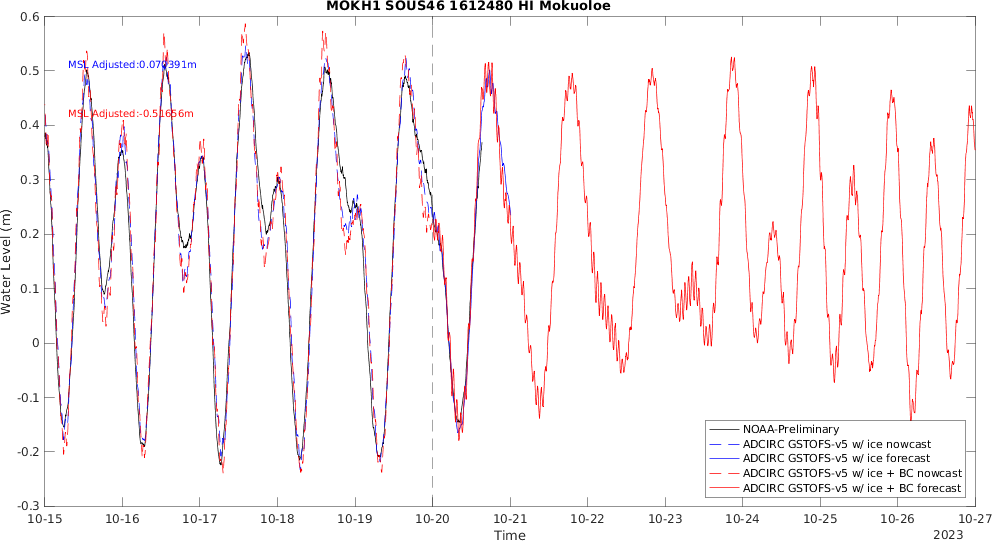 MOKH1 SOUS46 1612480 HI Mokuoloe
0.6
0.5
0.4
0.3
0.2
0.1
0
-0.1
-0.2
-0.3
Water Level (m)
MSL Adjusted:0.070391m
MSL Adjusted:-0.51656m
NOAA-Preliminary
ADCIRC GSTOFS-v5 w/ ice nowcast
ADCIRC GSTOFS-v5 w/ ice forecast
ADCIRC GSTOFS-v5 w/ ice + BC nowcast
ADCIRC GSTOFS-v5 w/ ice + BC forecast
10-15 10-16 10-17 10-18 10-19 10-20 10-21 10-22 10-23 10-24 10-25 10-26 10-27
Time
2023